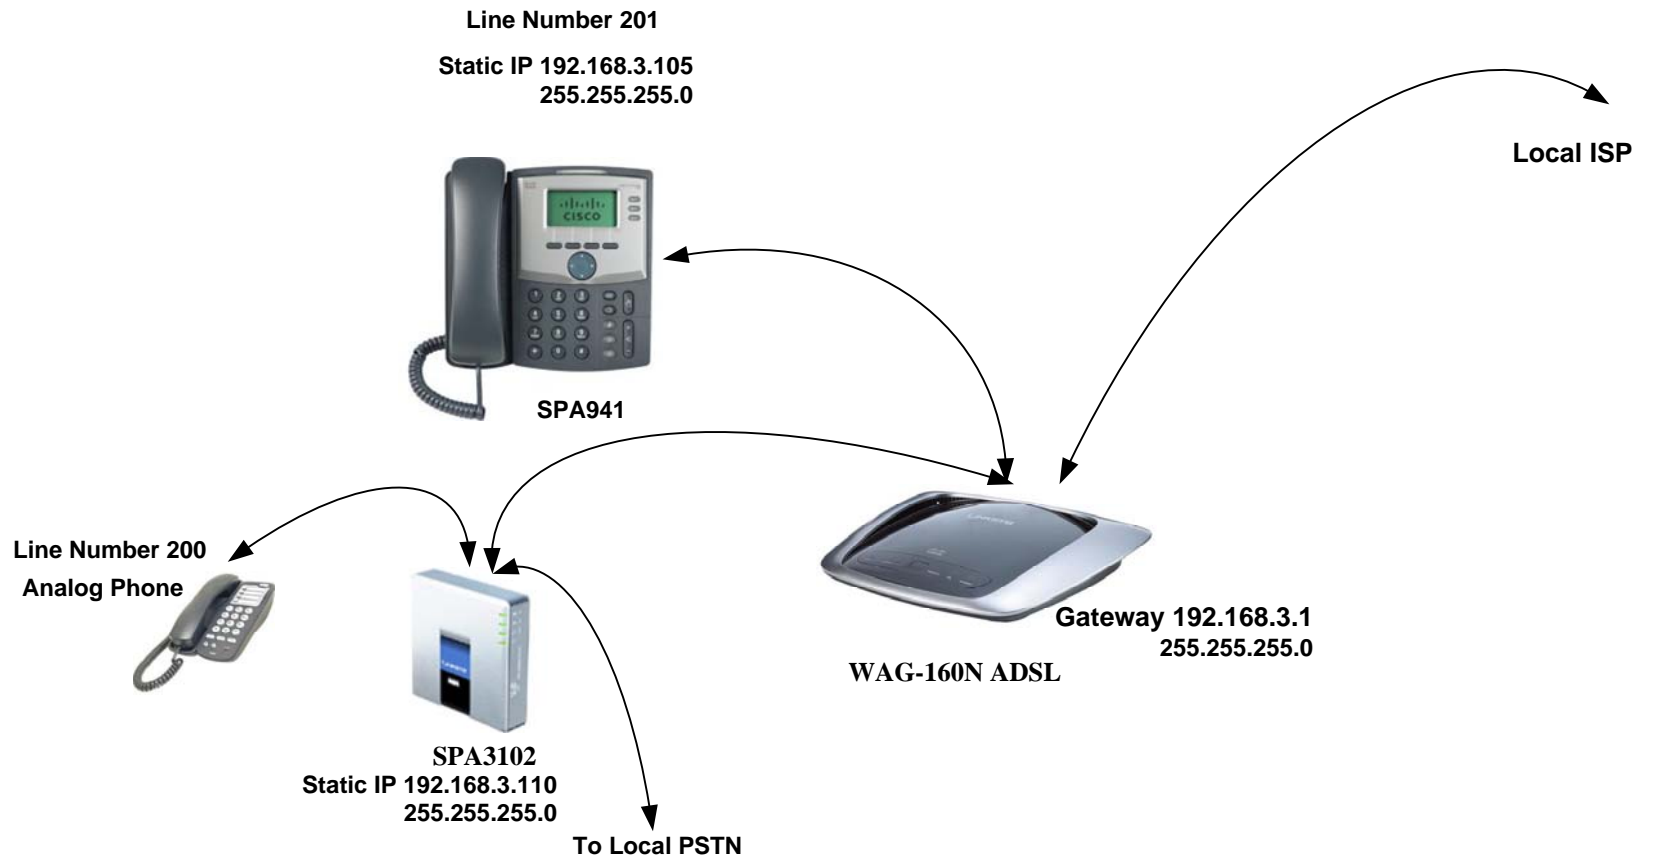 Line Number 201
Static IP 192.168.3.105
255.255.255.0
Local ISP
CISCO
SPA941
Line Number 200
Analog Phone
Gateway 192.168.3.1
255.255.255.0
WAG-160N ADSL
SPA3102
Static IP 192.168.3.110
255.255.255.0
To Local PSTN